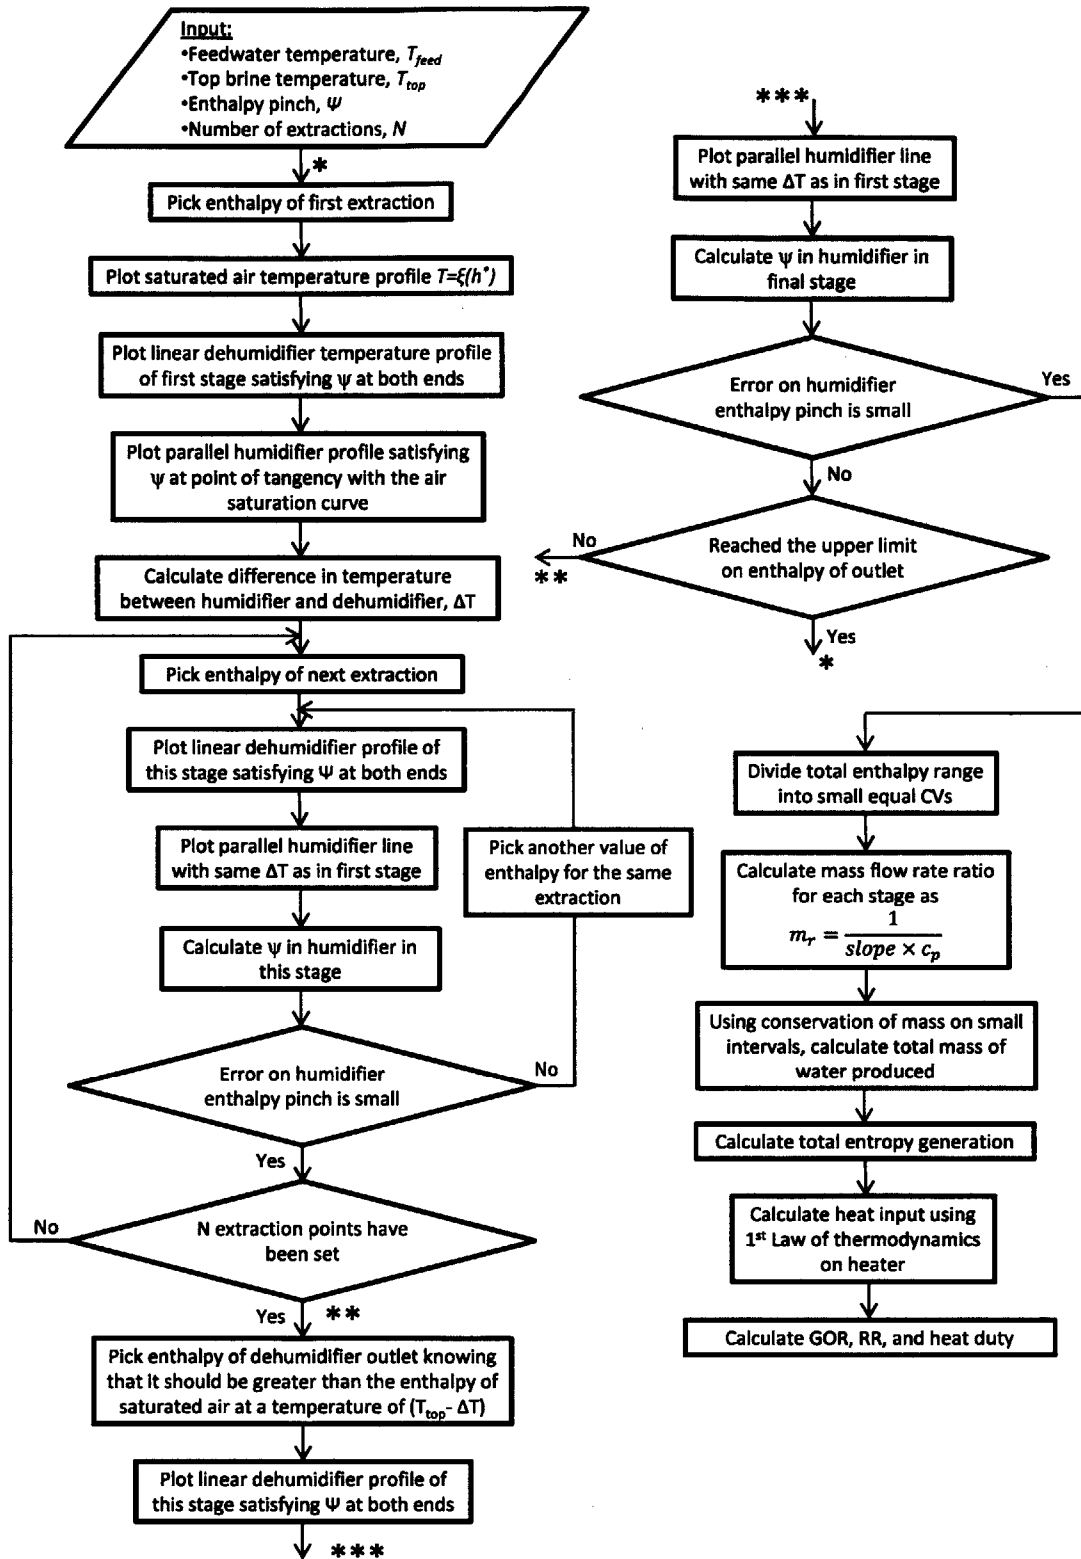 Input:
•Feedwater temperature, T_feed
•Top brine temperature, T_top
•Enthalpy pinch, Ψ
•Number of extractions, N
*
Pick enthalpy of first extraction
Plot saturated air temperature profile T=ξ(h*)
Plot linear dehumidifier temperature profile
of first stage satisfying ψ at both ends
Plot parallel humidifier profile satisfying
ψ at point of tangency with the air
saturation curve
Calculate difference in temperature
between humidifier and dehumidifier, ΔT
Pick enthalpy of next extraction
Plot linear dehumidifier profile of
this stage satisfying Ψ at both ends
Plot parallel humidifier line
with same ΔT as in first stage
Pick another value of
enthalpy for the same
extraction
Calculate ψ in humidifier in
this stage
Error on humidifier
enthalpy pinch is small
No
Yes
N extraction points have
been set
No
Yes
**
Pick enthalpy of dehumidifier outlet knowing
that it should be greater than the enthalpy of
saturated air at a temperature of (T_top- ΔT)
Plot linear dehumidifier profile of
this stage satisfying Ψ at both ends
***
***
Plot parallel humidifier line
with same ΔT as in first stage
Calculate ψ in humidifier in
final stage
Error on humidifier
enthalpy pinch is small
Yes
No
Reached the upper limit
on enthalpy of outlet
No
**
Yes
*
Divide total enthalpy range
into small equal CVs
Calculate mass flow rate ratio
for each stage as
m_r = 1 / (slope × c_p)
Using conservation of mass on small
intervals, calculate total mass of
water produced
Calculate total entropy generation
Calculate heat input using
1st Law of thermodynamics
on heater
Calculate GOR, RR, and heat duty